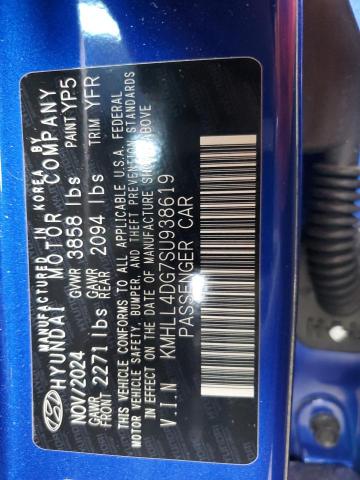 MANUFACTURED IN KOREA BY
HYUNDAI MOTOR COMPANY
NOV/2024 GVWR 3858 lbs PAINT YP5
GAWR FRONT 2271 lbs GAWR REAR 2094 lbs TRIM YFR
THIS VEHICLE CONFORMS TO ALL APPLICABLE U.S.A. FEDERAL
MOTOR VEHICLE SAFETY, BUMPER, AND THEFT PREVENTION STANDARDS
IN EFFECT ON THE DATE OF MANUFACTURE SHOWN ABOVE
V.I.N KMHLL4DG7SU938619
PASSENGER CAR